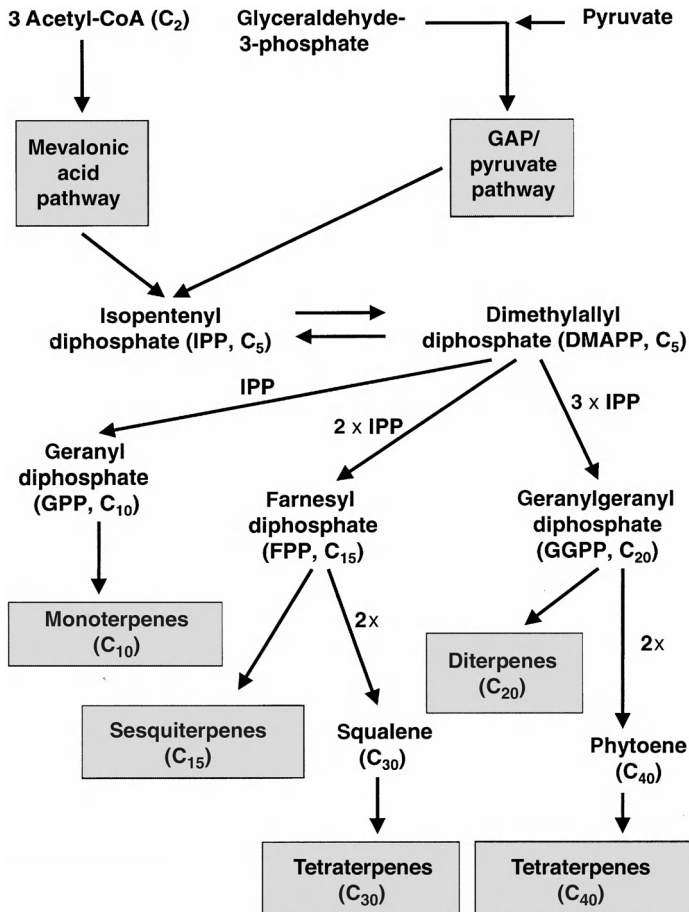 3 Acetyl-CoA (C2)
Glyceraldehyde-
3-phosphate
Pyruvate
Mevalonic
acid
pathway
GAP/
pyruvate
pathway
Isopentenyl
diphosphate (IPP, C5)
Dimethylallyl
diphosphate (DMAPP, C5)
IPP
2 x IPP
3 x IPP
Geranyl
diphosphate
(GPP, C10)
Farnesyl
diphosphate
(FPP, C15)
Geranylgeranyl
diphosphate
(GGPP, C20)
Monoterpenes
(C10)
2x
2x
Diterpenes
(C20)
Sesquiterpenes
(C15)
Squalene
(C30)
Phytoene
(C40)
Tetraterpenes
(C30)
Tetraterpenes
(C40)